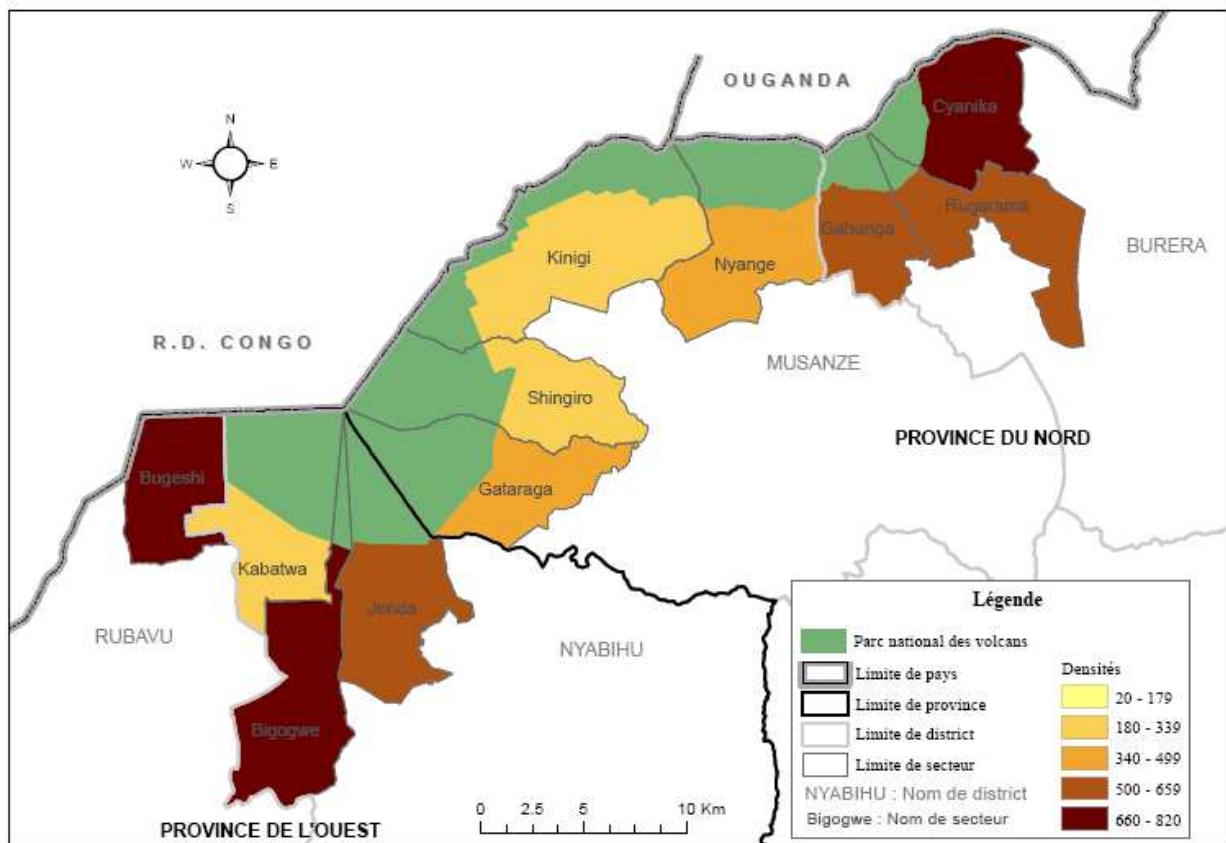 OUGANDA
Cyanika
N
W E
S
Gahunga
Rugarama
Kinigi
Nyange
BURERA
R.D. CONGO
MUSANZE
Shingiro
PROVINCE DU NORD
Bugeshi
Gataraga
Kabatwa
Jenda
RUBAVU
NYABIHU
Bigogwe
PROVINCE DE L'OUEST
0 2.5 5 10 Km
Légende
Parc national des volcans
Limite de pays
Limite de province
Limite de district
Limite de secteur
NYABIHU : Nom de district
Bigogwe : Nom de secteur
Densités
20 - 179
180 - 339
340 - 499
500 - 659
660 - 820